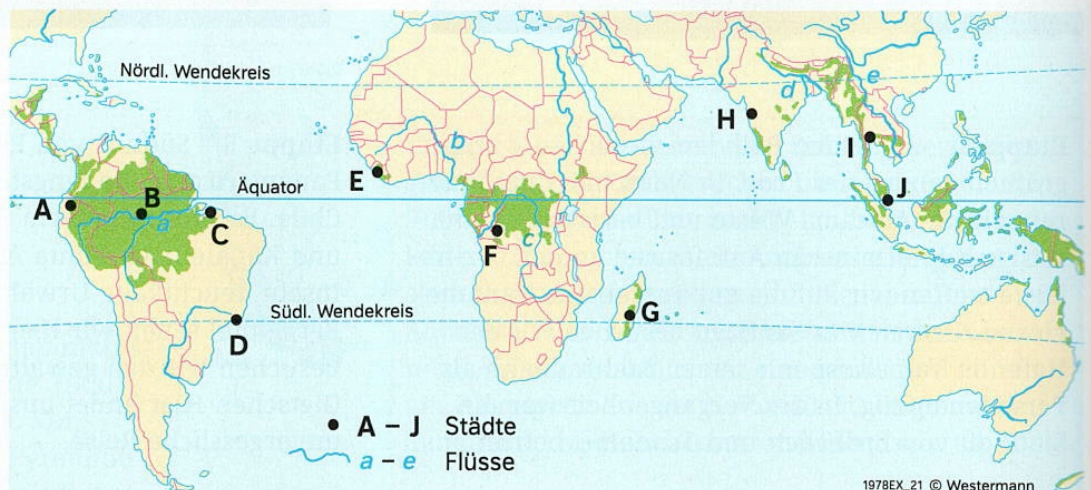 Nördl. Wendekreis
Äquator
Südl. Wendekreis
A
B
a
C
D
E
b
F
c
G
H
d
e
I
J
A – J Städte
a – e Flüsse
1978EX_21 © Westermann